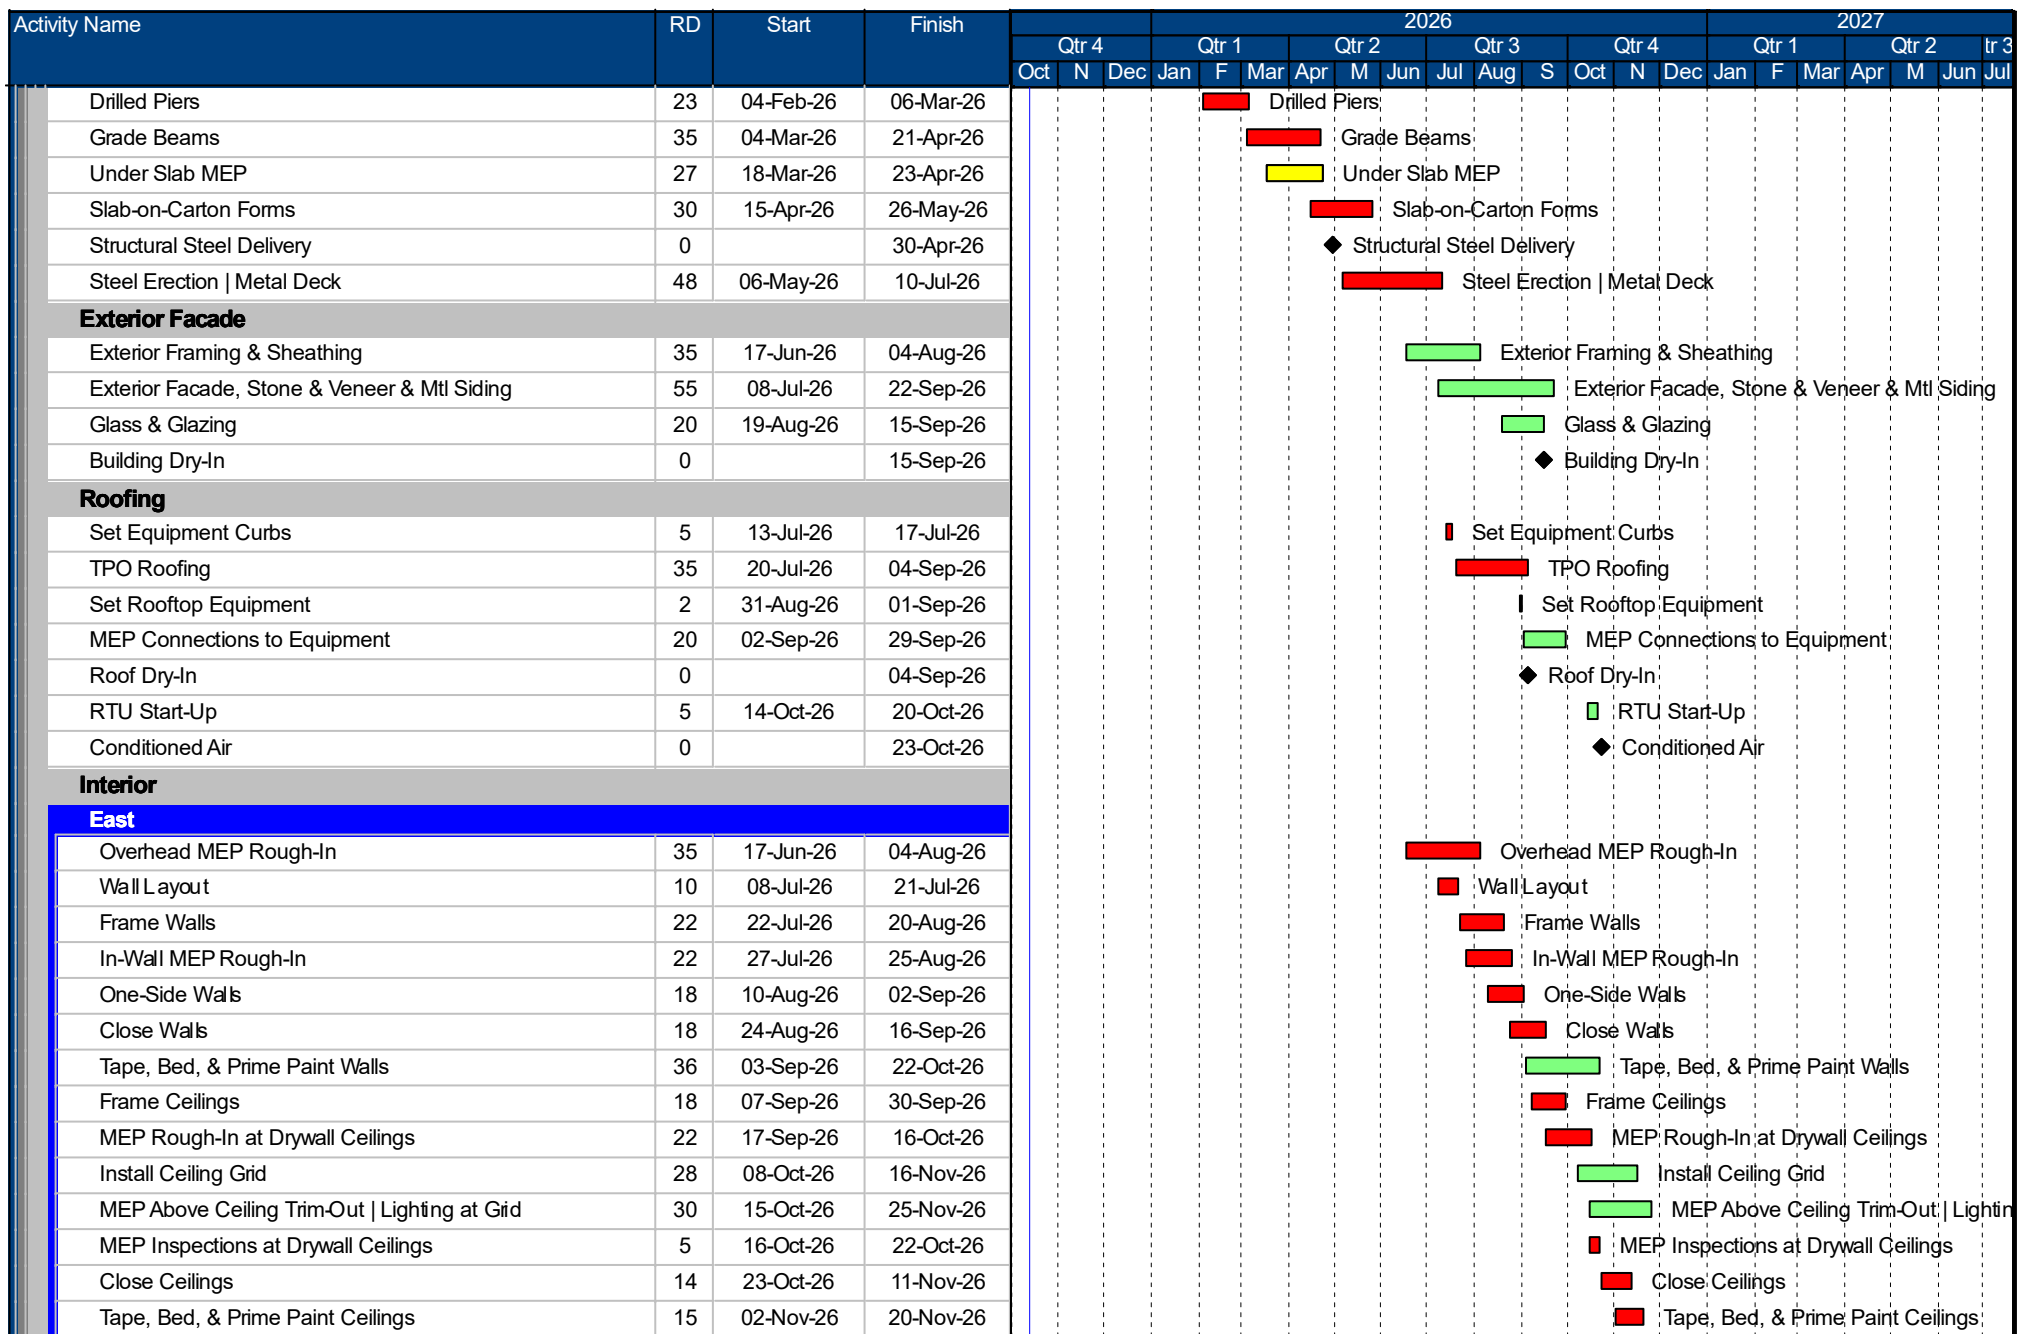 Activity Name RD Start Finish 2026 2027
Qtr 4 Qtr 1 Qtr 2 Qtr 3 Qtr 4 Qtr 1 Qtr 2 tr 3
Oct N Dec Jan F Mar Apr M Jun Jul Aug S Oct N Dec Jan F Mar Apr M Jun Jul
Drilled Piers 23 04-Feb-26 06-Mar-26 Drilled Piers
Grade Beams 35 04-Mar-26 21-Apr-26 Grade Beams
Under Slab MEP 27 18-Mar-26 23-Apr-26 Under Slab MEP
Slab-on-Carton Forms 30 15-Apr-26 26-May-26 Slab-on-Carton Forms
Structural Steel Delivery 0 30-Apr-26 Structural Steel Delivery
Steel Erection | Metal Deck 48 06-May-26 10-Jul-26 Steel Erection | Metal Deck
Exterior Facade
Exterior Framing & Sheathing 35 17-Jun-26 04-Aug-26 Exterior Framing & Sheathing
Exterior Facade, Stone & Veneer & Mtl Siding 55 08-Jul-26 22-Sep-26 Exterior Facade, Stone & Veneer & Mtl Siding
Glass & Glazing 20 19-Aug-26 15-Sep-26 Glass & Glazing
Building Dry-In 0 15-Sep-26 Building Dry-In
Roofing
Set Equipment Curbs 5 13-Jul-26 17-Jul-26 Set Equipment Curbs
TPO Roofing 35 20-Jul-26 04-Sep-26 TPO Roofing
Set Rooftop Equipment 2 31-Aug-26 01-Sep-26 Set Rooftop Equipment
MEP Connections to Equipment 20 02-Sep-26 29-Sep-26 MEP Connections to Equipment
Roof Dry-In 0 04-Sep-26 Roof Dry-In
RTU Start-Up 5 14-Oct-26 20-Oct-26 RTU Start-Up
Conditioned Air 0 23-Oct-26 Conditioned Air
Interior
East
Overhead MEP Rough-In 35 17-Jun-26 04-Aug-26 Overhead MEP Rough-In
Wall Layout 10 08-Jul-26 21-Jul-26 Wall Layout
Frame Walls 22 22-Jul-26 20-Aug-26 Frame Walls
In-Wall MEP Rough-In 22 27-Jul-26 25-Aug-26 In-Wall MEP Rough-In
One-Side Walls 18 10-Aug-26 02-Sep-26 One-Side Walls
Close Walls 18 24-Aug-26 16-Sep-26 Close Walls
Tape, Bed, & Prime Paint Walls 36 03-Sep-26 22-Oct-26 Tape, Bed, & Prime Paint Walls
Frame Ceilings 18 07-Sep-26 30-Sep-26 Frame Ceilings
MEP Rough-In at Drywall Ceilings 22 17-Sep-26 16-Oct-26 MEP Rough-In at Drywall Ceilings
Install Ceiling Grid 28 08-Oct-26 16-Nov-26 Install Ceiling Grid
MEP Above Ceiling Trim-Out | Lighting at Grid 30 15-Oct-26 25-Nov-26 MEP Above Ceiling Trim-Out | Lightin
MEP Inspections at Drywall Ceilings 5 16-Oct-26 22-Oct-26 MEP Inspections at Drywall Ceilings
Close Ceilings 14 23-Oct-26 11-Nov-26 Close Ceilings
Tape, Bed, & Prime Paint Ceilings 15 02-Nov-26 20-Nov-26 Tape, Bed, & Prime Paint Ceilings